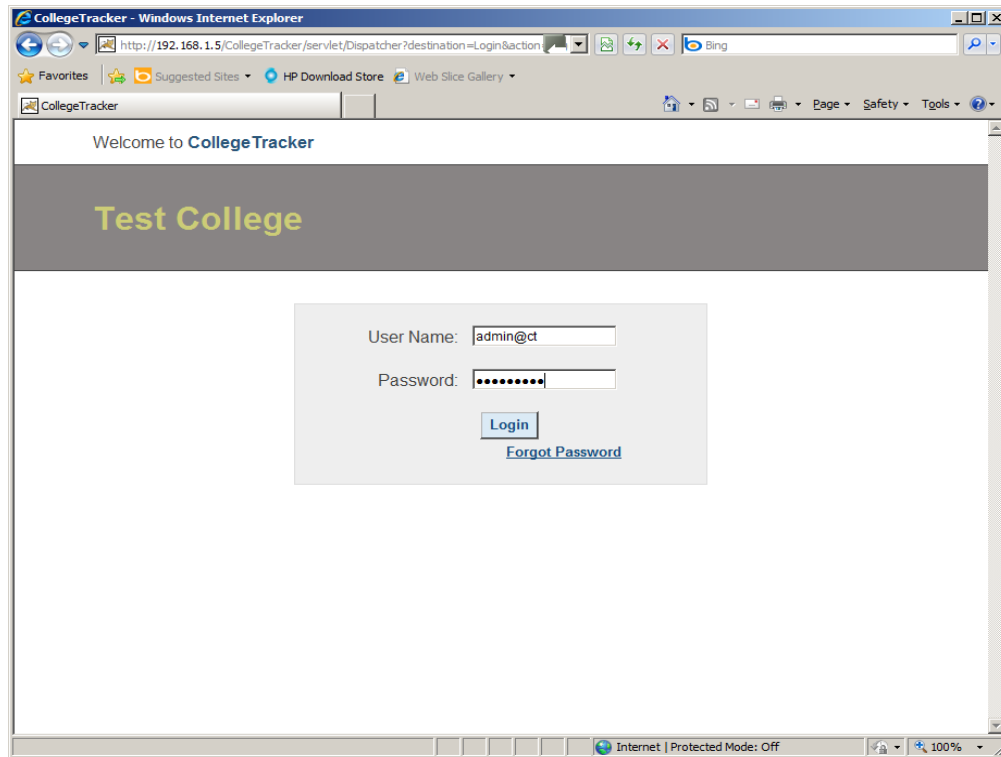 CollegeTracker - Windows Internet Explorer
http://192.168.1.5/CollegeTracker/servlet/Dispatcher?destination=Login&action
Bing
Favorites Suggested Sites HP Download Store Web Slice Gallery
CollegeTracker Page Safety Tools
Welcome to CollegeTracker
Test College
User Name: admin@ct
Password: •••••••••
Login
Forgot Password
Internet | Protected Mode: Off 100%